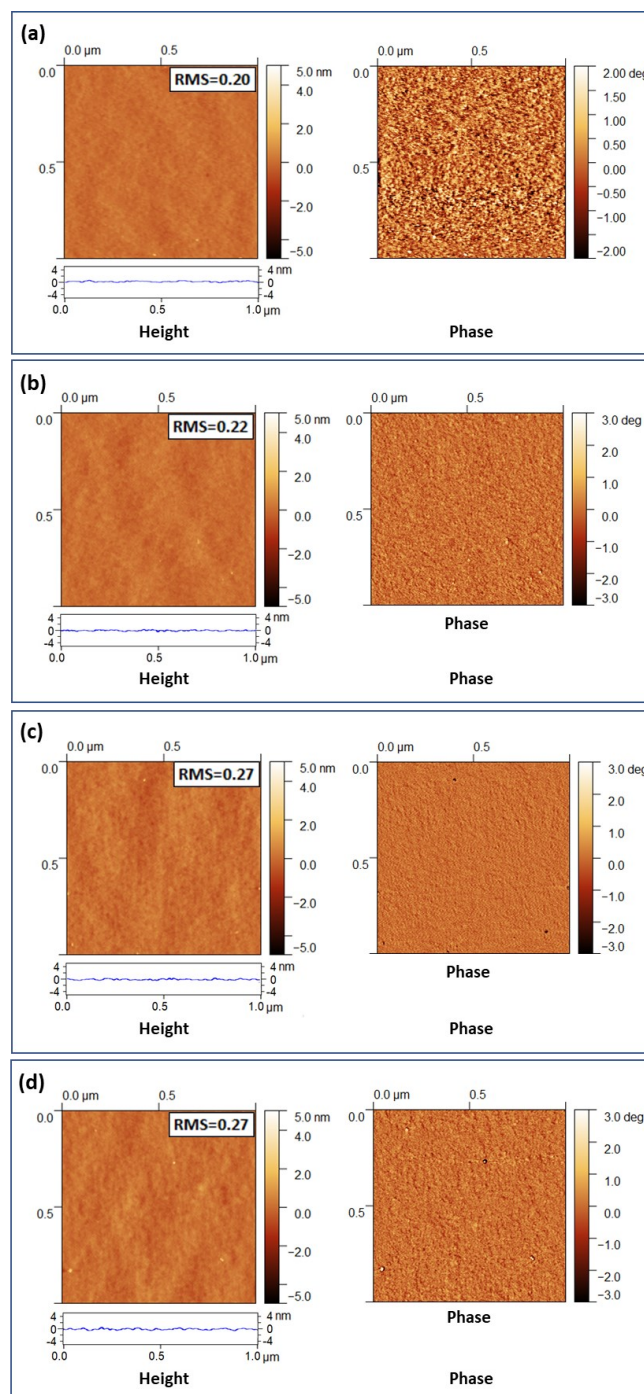 (a)
0.0 µm 0.5
0.0
0.5
RMS=0.20
5.0 nm
4.0
2.0
0.0
−2.0
−4.0
−5.0
4
0
−4
4 nm
0
−4
0.0 0.5 1.0 µm
Height
0.0 µm 0.5
0.0
0.5
2.00 deg
1.50
1.00
0.50
0.00
−0.50
−1.00
−2.00
Phase
(b)
0.0 µm 0.5
0.0
0.5
RMS=0.22
5.0 nm
4.0
2.0
0.0
−2.0
−5.0
4
0
−4
4 nm
0
−4
0.0 0.5 1.0 µm
Height
0.0 µm 0.5
0.0
0.5
3.0 deg
2.0
1.0
0.0
−1.0
−2.0
−3.0
Phase
Phase
(c)
0.0 µm 0.5
0.0
0.5
RMS=0.27
5.0 nm
4.0
2.0
0.0
−2.0
−5.0
4
0
−4
4 nm
0
−4
0.0 0.5 1.0 µm
Height
0.0 µm 0.5
0.0
0.5
3.0 deg
2.0
1.0
0.0
−1.0
−2.0
−3.0
Phase
Phase
(d)
0.0 µm 0.5
0.0
0.5
RMS=0.27
5.0 nm
4.0
2.0
0.0
−2.0
−5.0
4
0
−4
4 nm
0
−4
0.0 0.5 1.0 µm
Height
0.0 µm 0.5
0.0
0.5
3.0 deg
2.0
1.0
0.0
−1.0
−2.0
−3.0
Phase
Phase